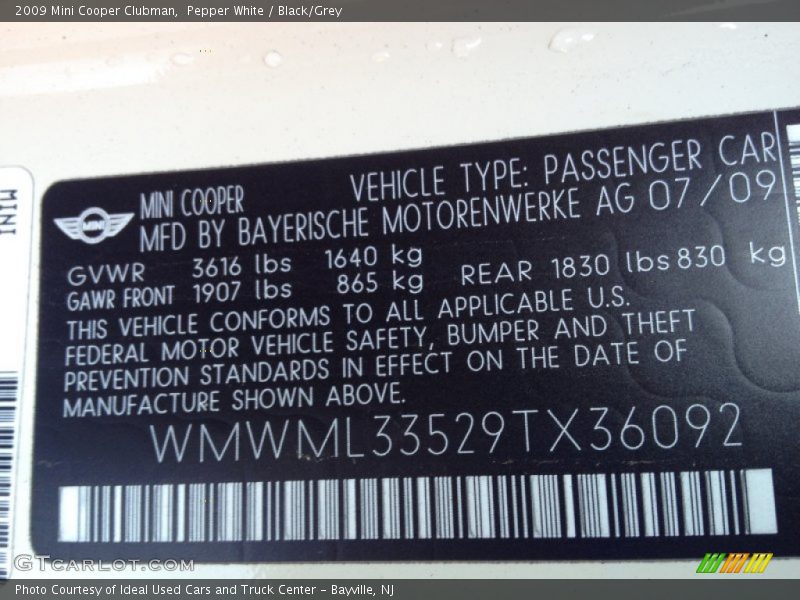 2009 Mini Cooper Clubman, Pepper White / Black/Grey
MINI
MINI
MINI COOPER
VEHICLE TYPE: PASSENGER CAR
MFD BY BAYERISCHE MOTORENWERKE AG 07/09
GVWR 3616 lbs 1640 kg
GAWR FRONT 1907 lbs 865 kg REAR 1830 lbs 830 kg
THIS VEHICLE CONFORMS TO ALL APPLICABLE U.S.
FEDERAL MOTOR VEHICLE SAFETY, BUMPER AND THEFT
PREVENTION STANDARDS IN EFFECT ON THE DATE OF
MANUFACTURE SHOWN ABOVE.
WMWML33529TX36092
GTCARLOT.COM
Photo Courtesy of Ideal Used Cars and Truck Center - Bayville, NJ